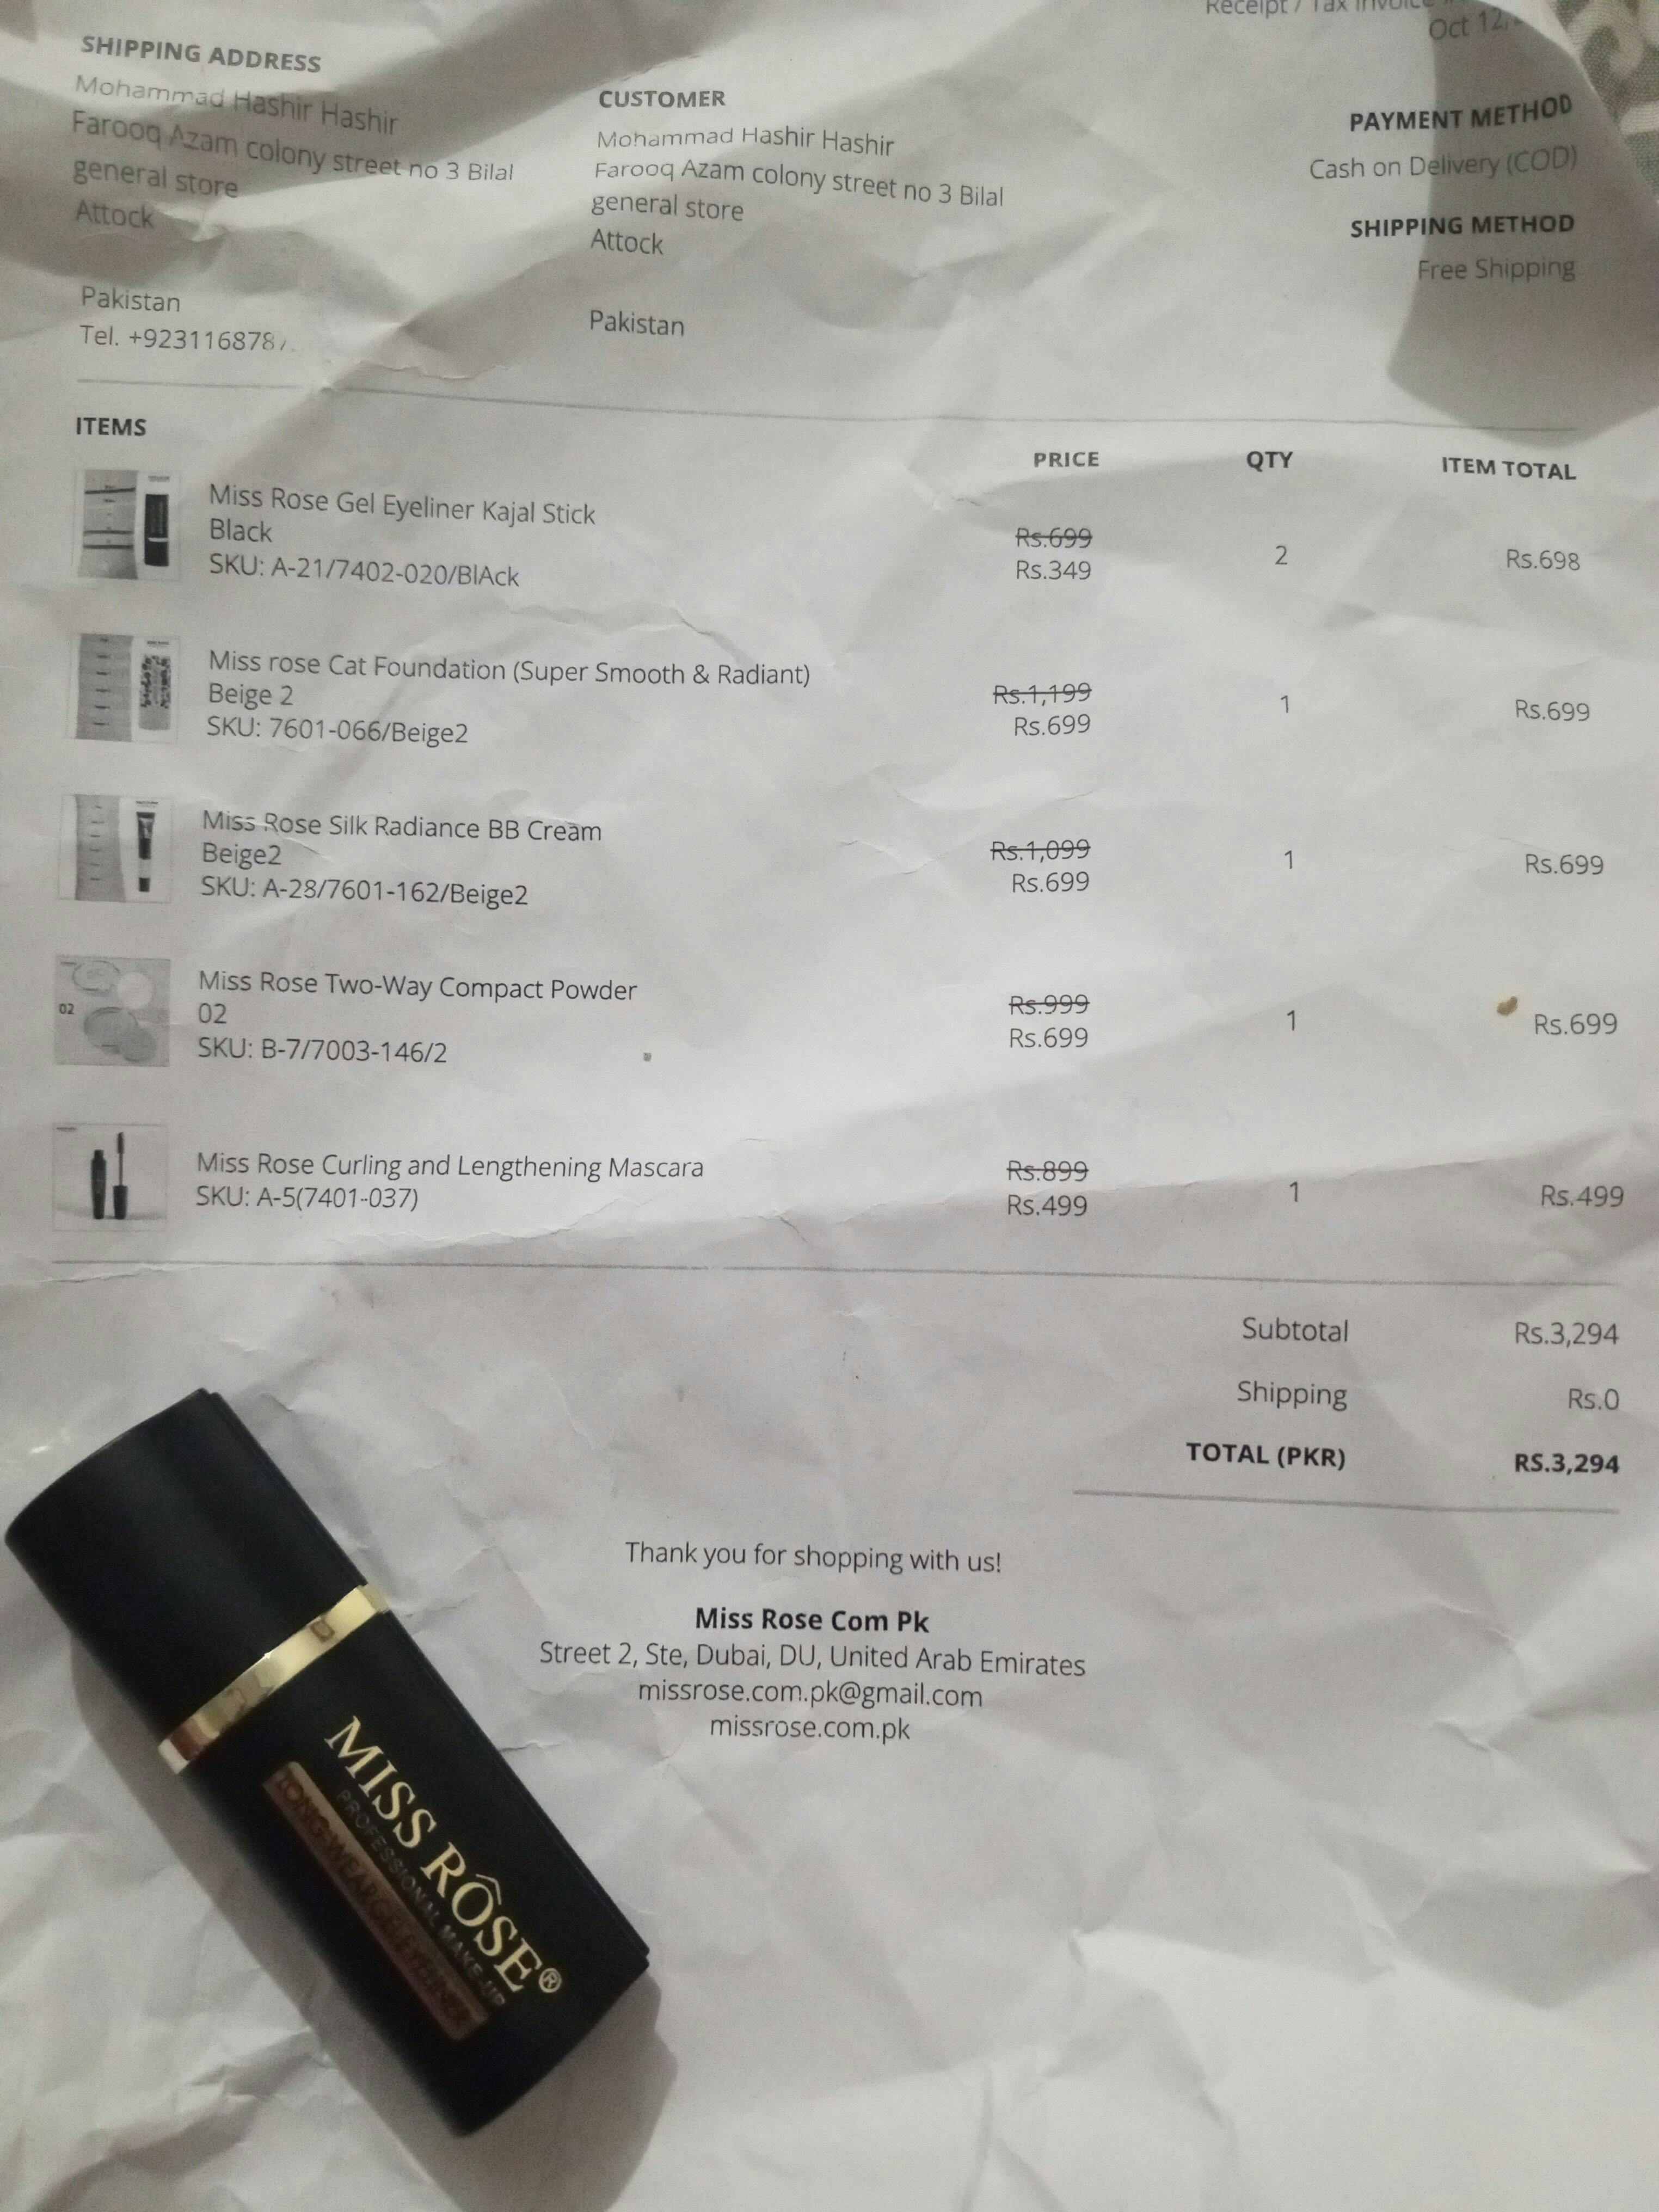 Receipt / Tax Invoice
Oct 12,
SHIPPING ADDRESS
Mohammad Hashir Hashir
Farooq Azam colony street no 3 Bilal
general store
Attock
Pakistan
Tel. +9231168787
CUSTOMER
Mohammad Hashir Hashir
Farooq Azam colony street no 3 Bilal
general store
Attock
Pakistan
PAYMENT METHOD
Cash on Delivery (COD)
SHIPPING METHOD
Free Shipping
ITEMS PRICE QTY ITEM TOTAL
Miss Rose Gel Eyeliner Kajal Stick
Black
SKU: A-21/7402-020/BlAck
Rs.699
Rs.349
2
Rs.698
Miss rose Cat Foundation (Super Smooth & Radiant)
Beige 2
SKU: 7601-066/Beige2
Rs.1,199
Rs.699
1
Rs.699
Miss Rose Silk Radiance BB Cream
Beige2
SKU: A-28/7601-162/Beige2
Rs.1,099
Rs.699
1
Rs.699
02
Miss Rose Two-Way Compact Powder
02
SKU: B-7/7003-146/2
Rs.999
Rs.699
1
Rs.699
Miss Rose Curling and Lengthening Mascara
SKU: A-5(7401-037)
Rs.899
Rs.499
1
Rs.499
Subtotal Rs.3,294
Shipping Rs.0
TOTAL (PKR) RS.3,294
Thank you for shopping with us!
Miss Rose Com Pk
Street 2, Ste, Dubai, DU, United Arab Emirates
missrose.com.pk@gmail.com
missrose.com.pk
MISS RÔSE®
PROFESSIONAL MAKE-UP
LONG-WEAR GEL EYELINER